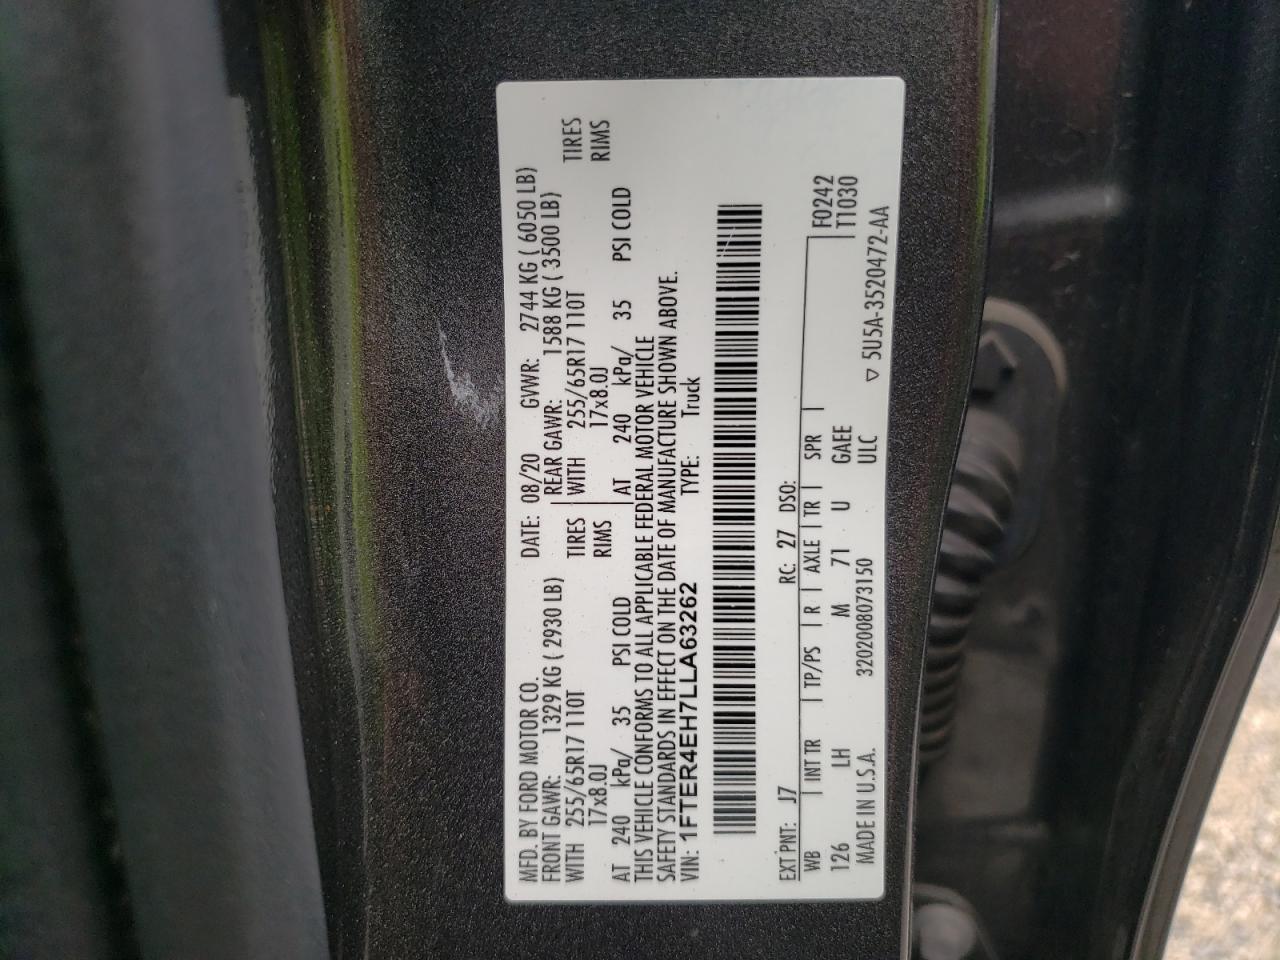 MFD. BY FORD MOTOR CO. DATE: 08/20 GVWR: 2744 KG ( 6050 LB)
FRONT GAWR: 1329 KG ( 2930 LB) REAR GAWR: 1588 KG ( 3500 LB)
WITH 255/65R17 110T TIRES WITH 255/65R17 110T TIRES
17x8.0J RIMS 17x8.0J RIMS
AT 240 kPa/ 35 PSI COLD AT 240 kPa/ 35 PSI COLD
THIS VEHICLE CONFORMS TO ALL APPLICABLE FEDERAL MOTOR VEHICLE
SAFETY STANDARDS IN EFFECT ON THE DATE OF MANUFACTURE SHOWN ABOVE.
VIN: 1FTER4EH7LLA63262 TYPE: Truck
EXT PNT: J7 RC: 27 DSO:
WB INT TR TP/PS R AXLE TR SPR F0242
126 LH M 71 U GAEE T1030
MADE IN U.S.A. 3202008073150 ULC ▽ 5U5A-3520472-AA